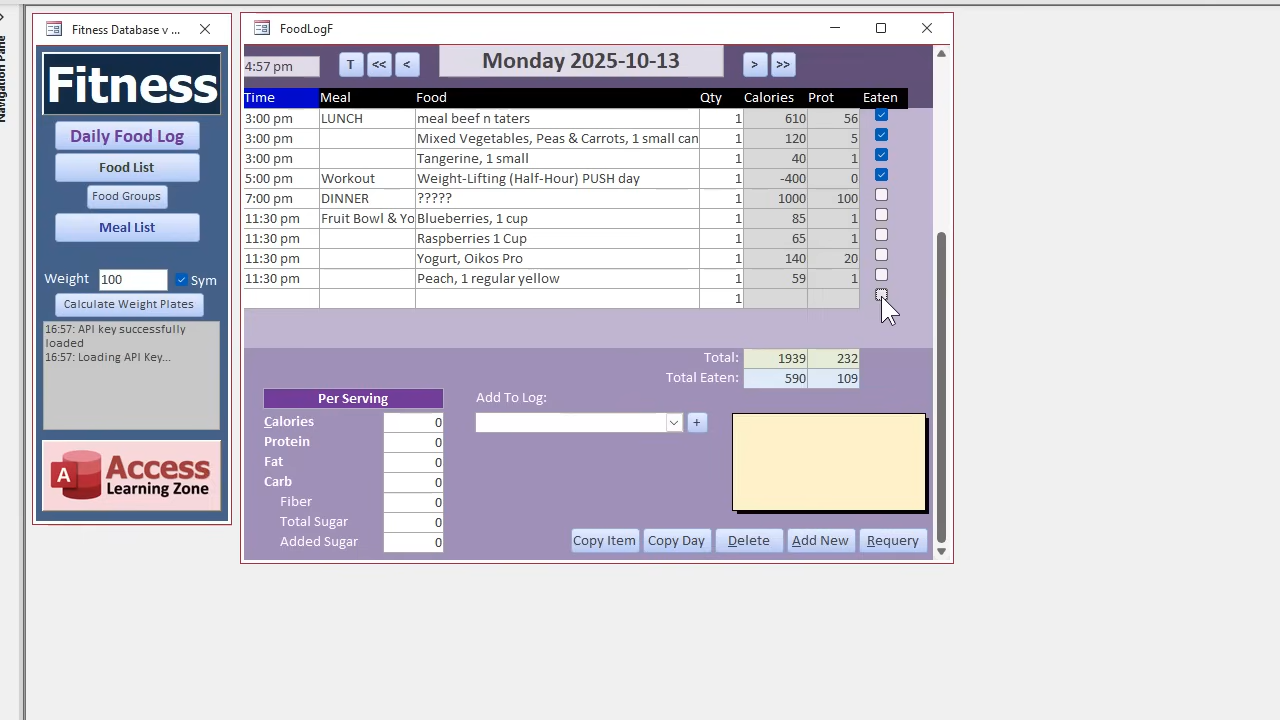 Navigation Pane
Fitness Database v ...
Fitness
Daily Food Log
Food List
Food Groups
Meal List
Weight 100 Sym
Calculate Weight Plates
16:57: API key successfully
loaded
16:57: Loading API Key...
A Access
Learning Zone
FoodLogF
4:57 pm T << < Monday 2025-10-13 > >>
Time Meal Food Qty Calories Prot Eaten
3:00 pm LUNCH meal beef n taters 1 610 56
3:00 pm Mixed Vegetables, Peas & Carrots, 1 small can 1 120 5
3:00 pm Tangerine, 1 small 1 40 1
5:00 pm Workout Weight-Lifting (Half-Hour) PUSH day 1 -400 0
7:00 pm DINNER ????? 1 1000 100
11:30 pm Fruit Bowl & Yo Blueberries, 1 cup 1 85 1
11:30 pm Raspberries 1 Cup 1 65 1
11:30 pm Yogurt, Oikos Pro 1 140 20
11:30 pm Peach, 1 regular yellow 1 59 1
1
Total: 1939 232
Total Eaten: 590 109
Per Serving
Calories 0
Protein 0
Fat 0
Carb 0
Fiber 0
Total Sugar 0
Added Sugar 0
Add To Log:
+
Copy Item Copy Day Delete Add New Requery